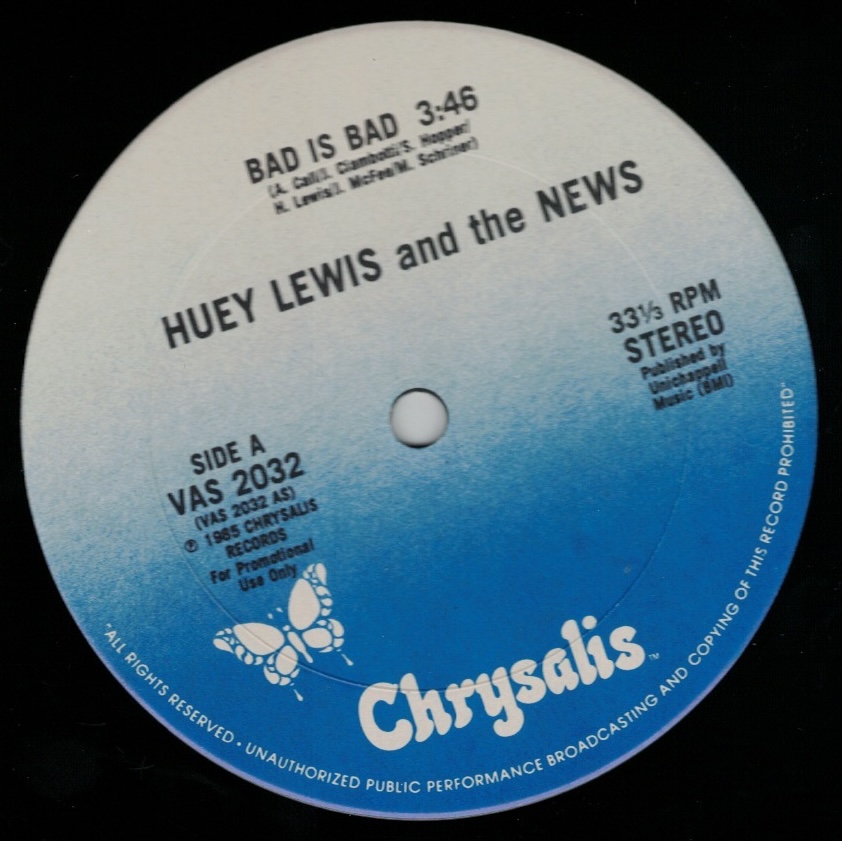 BAD IS BAD 3:46
(A. Call/J. Ciambotti/S. Hopper/
H. Lewis/J. McFee/M. Schriner)
HUEY LEWIS and the NEWS
33⅓ RPM
STEREO
Published by
Unichappell
Music (BMI)
SIDE A
VAS 2032
(VAS 2032 AS)
℗ 1985 CHRYSALIS
RECORDS
For Promotional
Use Only
Chrysalis ™
"ALL RIGHTS RESERVED • UNAUTHORIZED PUBLIC PERFORMANCE BROADCASTING AND COPYING OF THIS RECORD PROHIBITED"